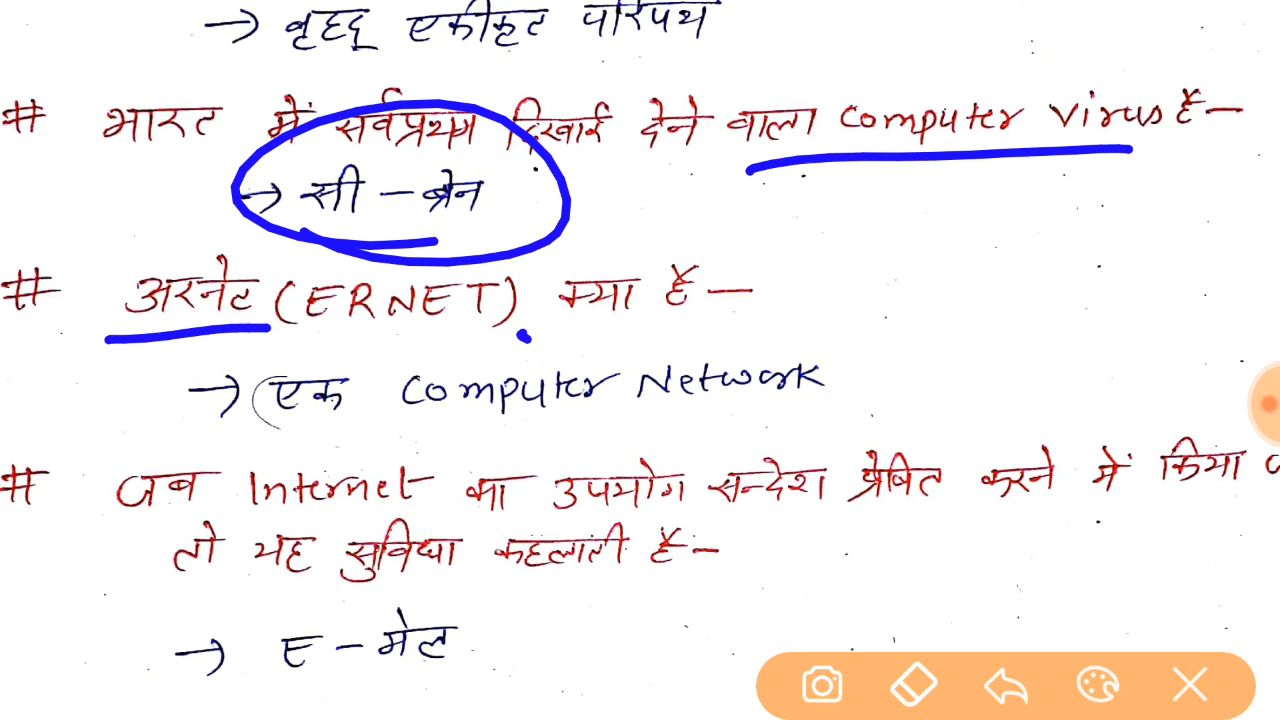 → वृहद् एकीकृत परिपथ
# भारत में सर्वप्रथम दिखाई देने वाला Computer Virus है-
→ सी - ब्रेन
# अरनेट (ERNET) क्या है -
→ एक Computer Network
# जब Internet का उपयोग सन्देश प्रेषित करने में किया
तो यह सुविधा कहलाती है -
→ ई - मेल